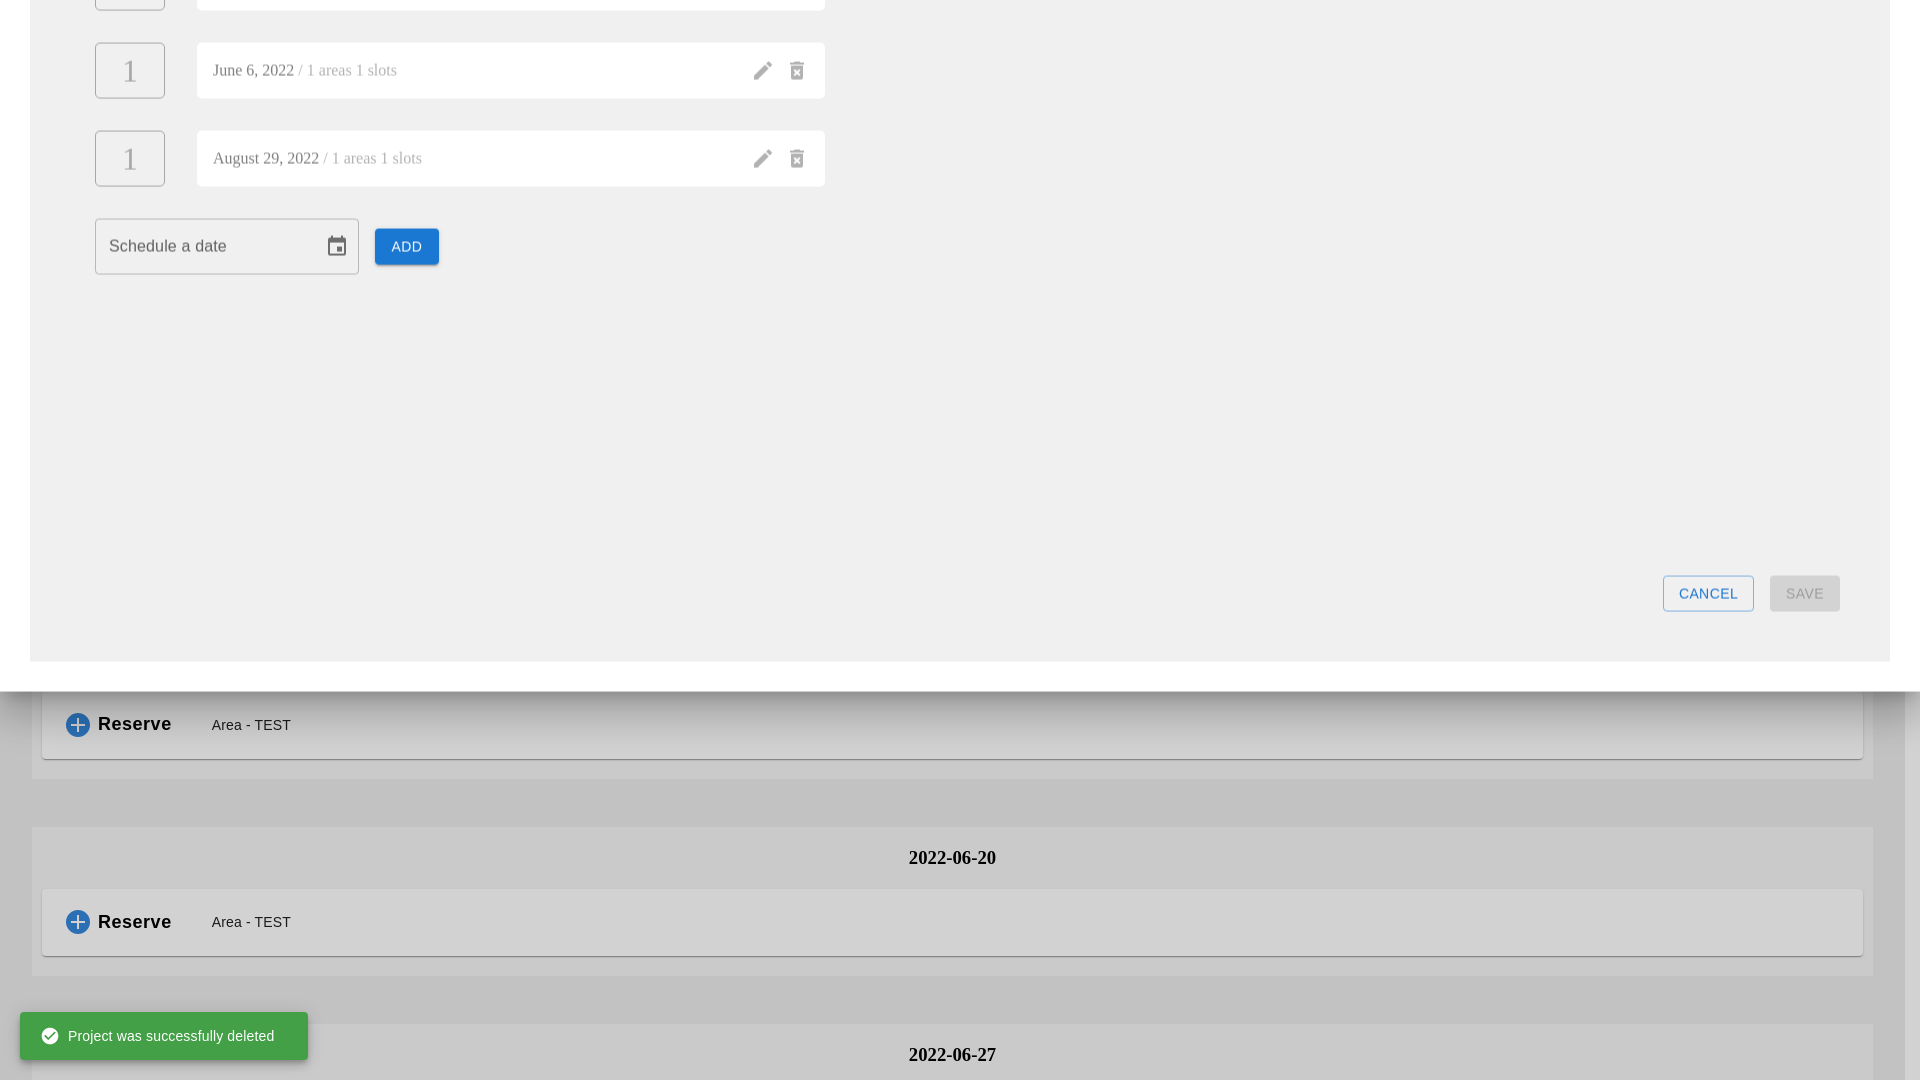 1
June 6, 2022 / 1 areas 1 slots
1
August 29, 2022 / 1 areas 1 slots
Schedule a date
ADD
CANCEL
SAVE
Reserve
Area - TEST
2022-06-20
Reserve
Area - TEST
Project was successfully deleted
2022-06-27